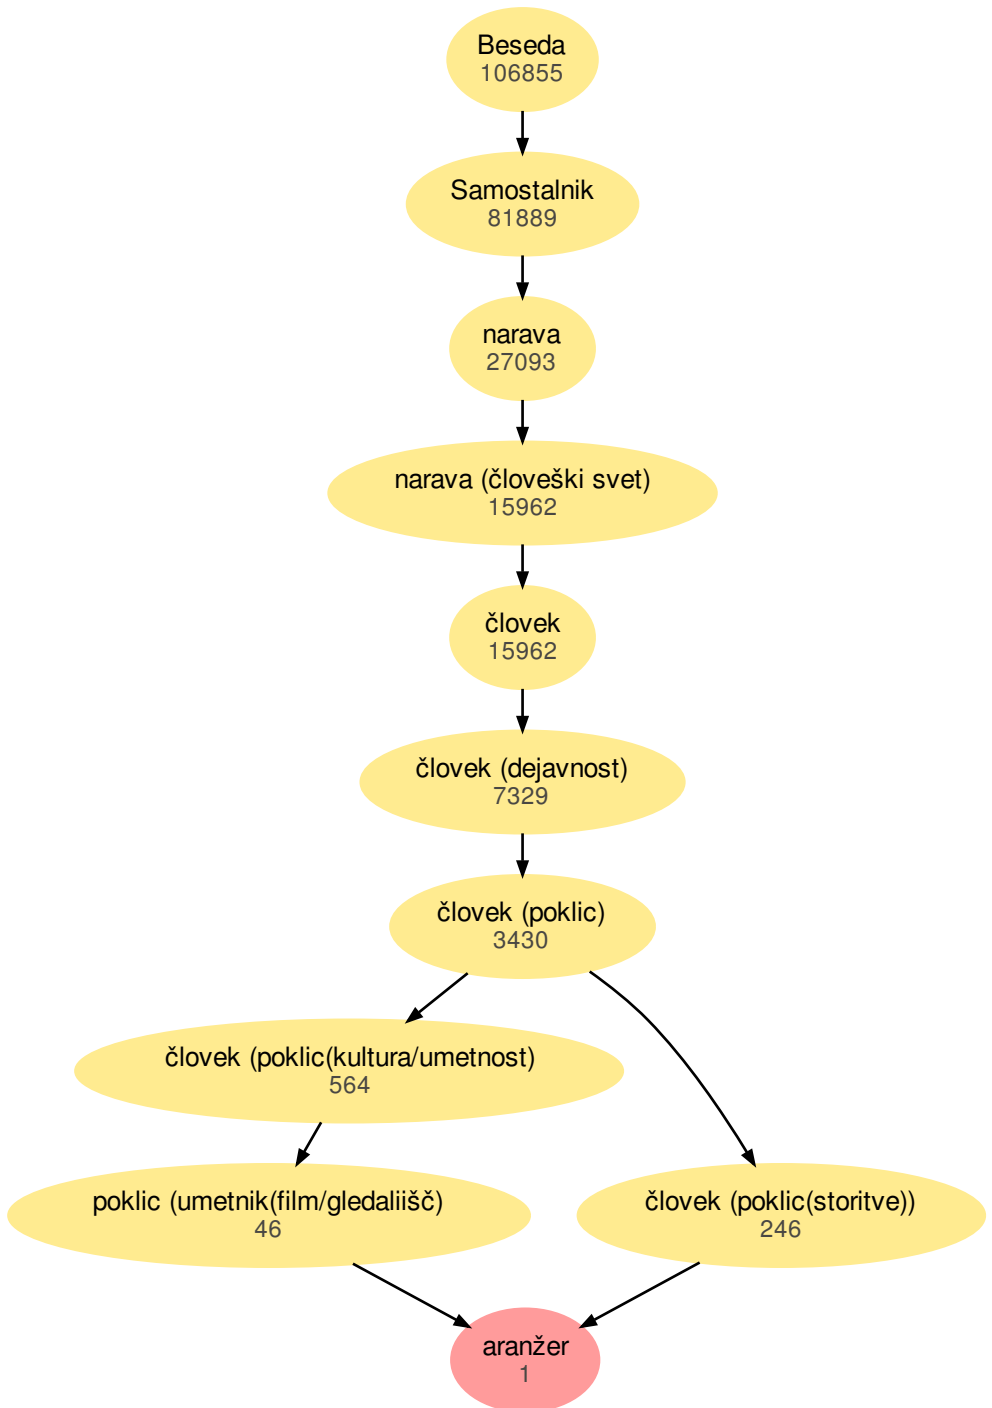 Beseda
106855
Samostalnik
81889
narava
27093
narava (človeški svet)
15962
človek
15962
človek (dejavnost)
7329
človek (poklic)
3430
človek (poklic(kultura/umetnost)
564
poklic (umetnik(film/gledaliišč)
46
človek (poklic(storitve))
246
aranžer
1